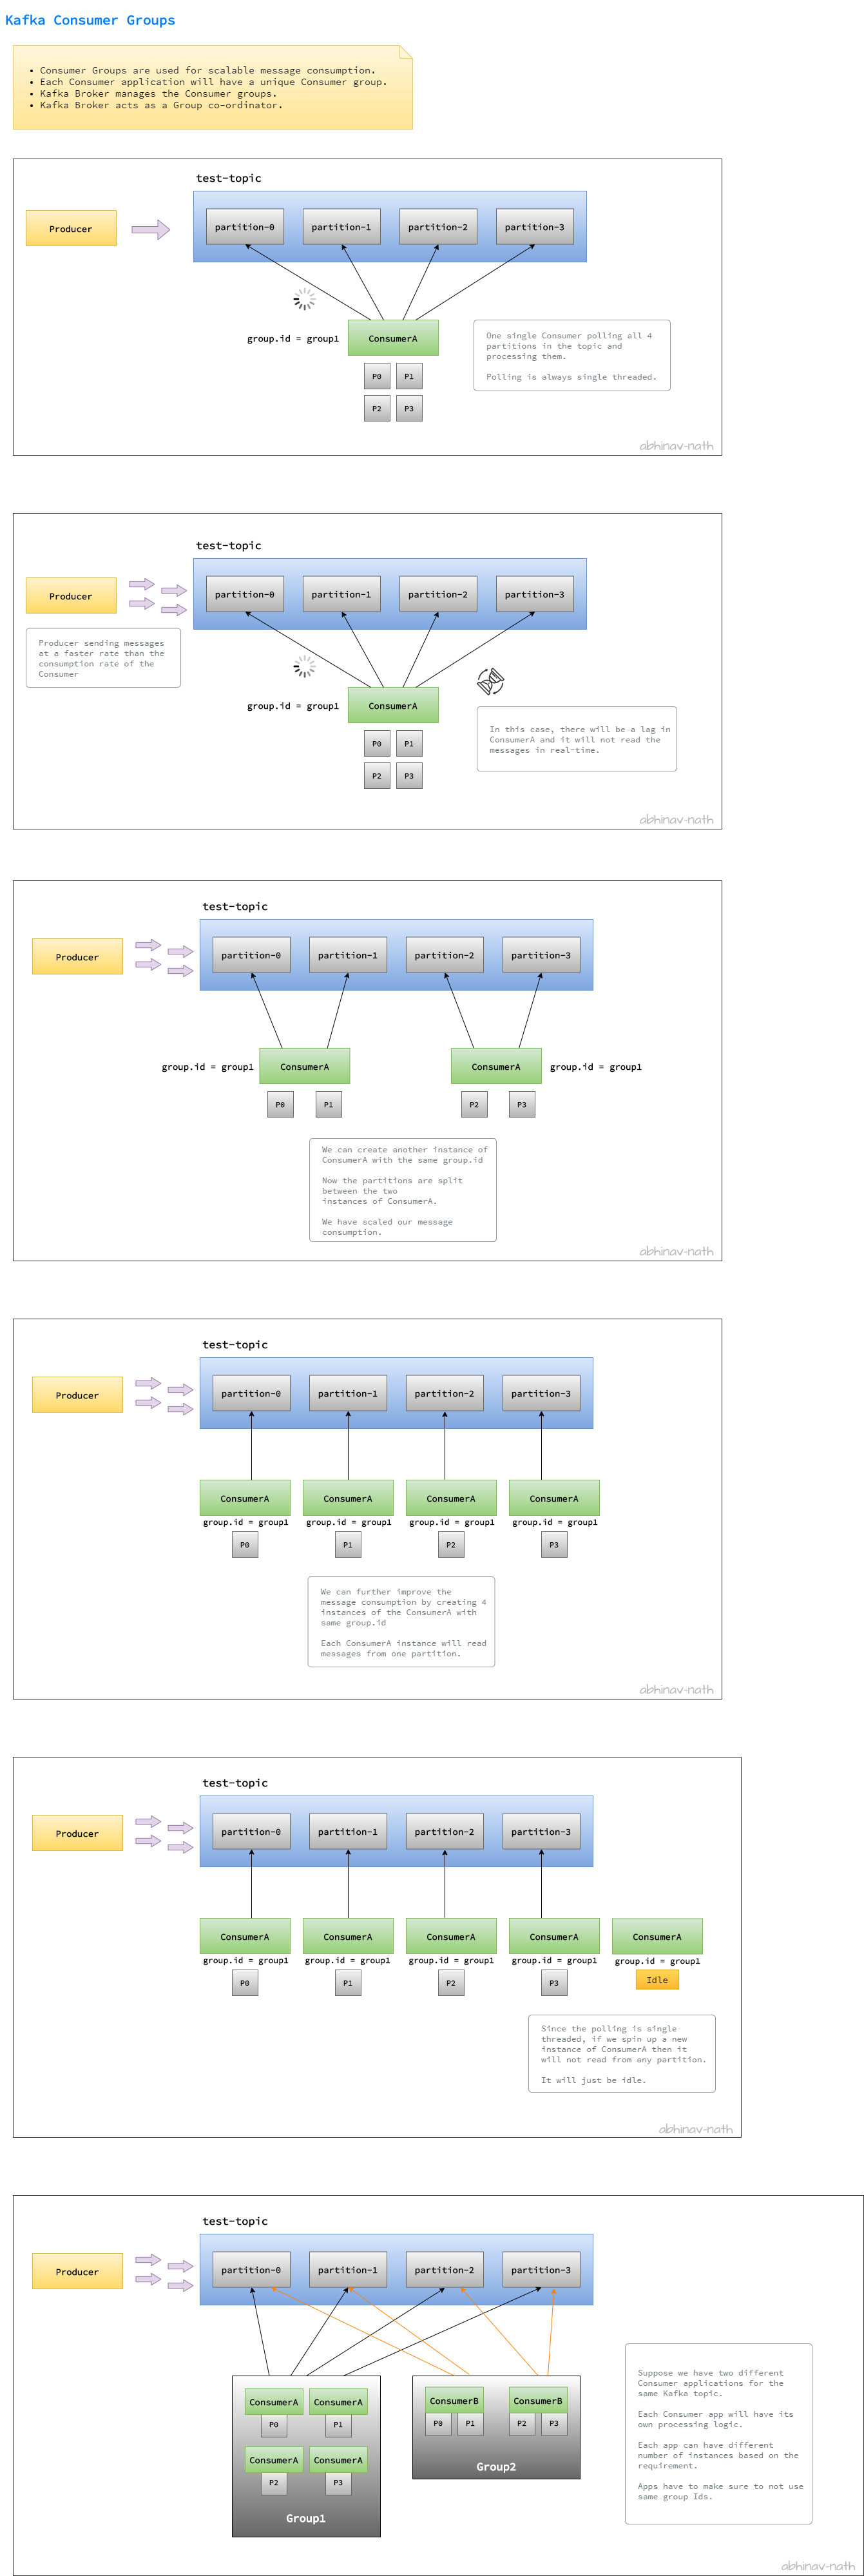 Kafka Consumer Groups
• Consumer Groups are used for scalable message consumption.
• Each Consumer application will have a unique Consumer group.
• Kafka Broker manages the Consumer groups.
• Kafka Broker acts as a Group co-ordinator.
test-topic
Producer
partition-0
partition-1
partition-2
partition-3
group.id = group1
ConsumerA
P0
P1
P2
P3
One single Consumer polling all 4
partitions in the topic and
processing them.
Polling is always single threaded.
abhinav-nath
test-topic
Producer
partition-0
partition-1
partition-2
partition-3
Producer sending messages
at a faster rate than the
consumption rate of the
Consumer
group.id = group1
ConsumerA
P0
P1
P2
P3
In this case, there will be a lag in
ConsumerA and it will not read the
messages in real-time.
abhinav-nath
test-topic
Producer
partition-0
partition-1
partition-2
partition-3
group.id = group1
ConsumerA
ConsumerA
group.id = group1
P0
P1
P2
P3
We can create another instance of
ConsumerA with the same group.id
Now the partitions are split
between the two
instances of ConsumerA.
We have scaled our message
consumption.
abhinav-nath
test-topic
Producer
partition-0
partition-1
partition-2
partition-3
ConsumerA
ConsumerA
ConsumerA
ConsumerA
group.id = group1
group.id = group1
group.id = group1
group.id = group1
P0
P1
P2
P3
We can further improve the
message consumption by creating 4
instances of the ConsumerA with
same group.id
Each ConsumerA instance will read
messages from one partition.
abhinav-nath
test-topic
Producer
partition-0
partition-1
partition-2
partition-3
ConsumerA
ConsumerA
ConsumerA
ConsumerA
ConsumerA
group.id = group1
group.id = group1
group.id = group1
group.id = group1
group.id = group1
P0
P1
P2
P3
Idle
Since the polling is single
threaded, if we spin up a new
instance of ConsumerA then it
will not read from any partition.
It will just be idle.
abhinav-nath
test-topic
Producer
partition-0
partition-1
partition-2
partition-3
ConsumerA
ConsumerA
P0
P1
ConsumerA
ConsumerA
P2
P3
Group1
ConsumerB
ConsumerB
P0
P1
P2
P3
Group2
Suppose we have two different
Consumer applications for the
same Kafka topic.
Each Consumer app will have its
own processing logic.
Each app can have different
number of instances based on the
requirement.
Apps have to make sure to not use
same group Ids.
abhinav-nath